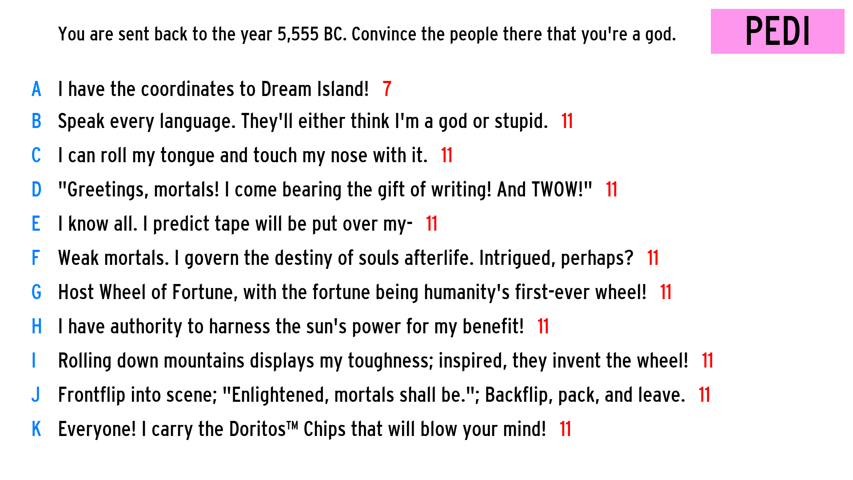 You are sent back to the year 5,555 BC. Convince the people there that you're a god.
PEDI
A I have the coordinates to Dream Island! 7
B Speak every language. They'll either think I'm a god or stupid. 11
C I can roll my tongue and touch my nose with it. 11
D "Greetings, mortals! I come bearing the gift of writing! And TWOW!" 11
E I know all. I predict tape will be put over my- 11
F Weak mortals. I govern the destiny of souls afterlife. Intrigued, perhaps? 11
G Host Wheel of Fortune, with the fortune being humanity's first-ever wheel! 11
H I have authority to harness the sun's power for my benefit! 11
I Rolling down mountains displays my toughness; inspired, they invent the wheel! 11
J Frontflip into scene; "Enlightened, mortals shall be."; Backflip, pack, and leave. 11
K Everyone! I carry the Doritos™ Chips that will blow your mind! 11